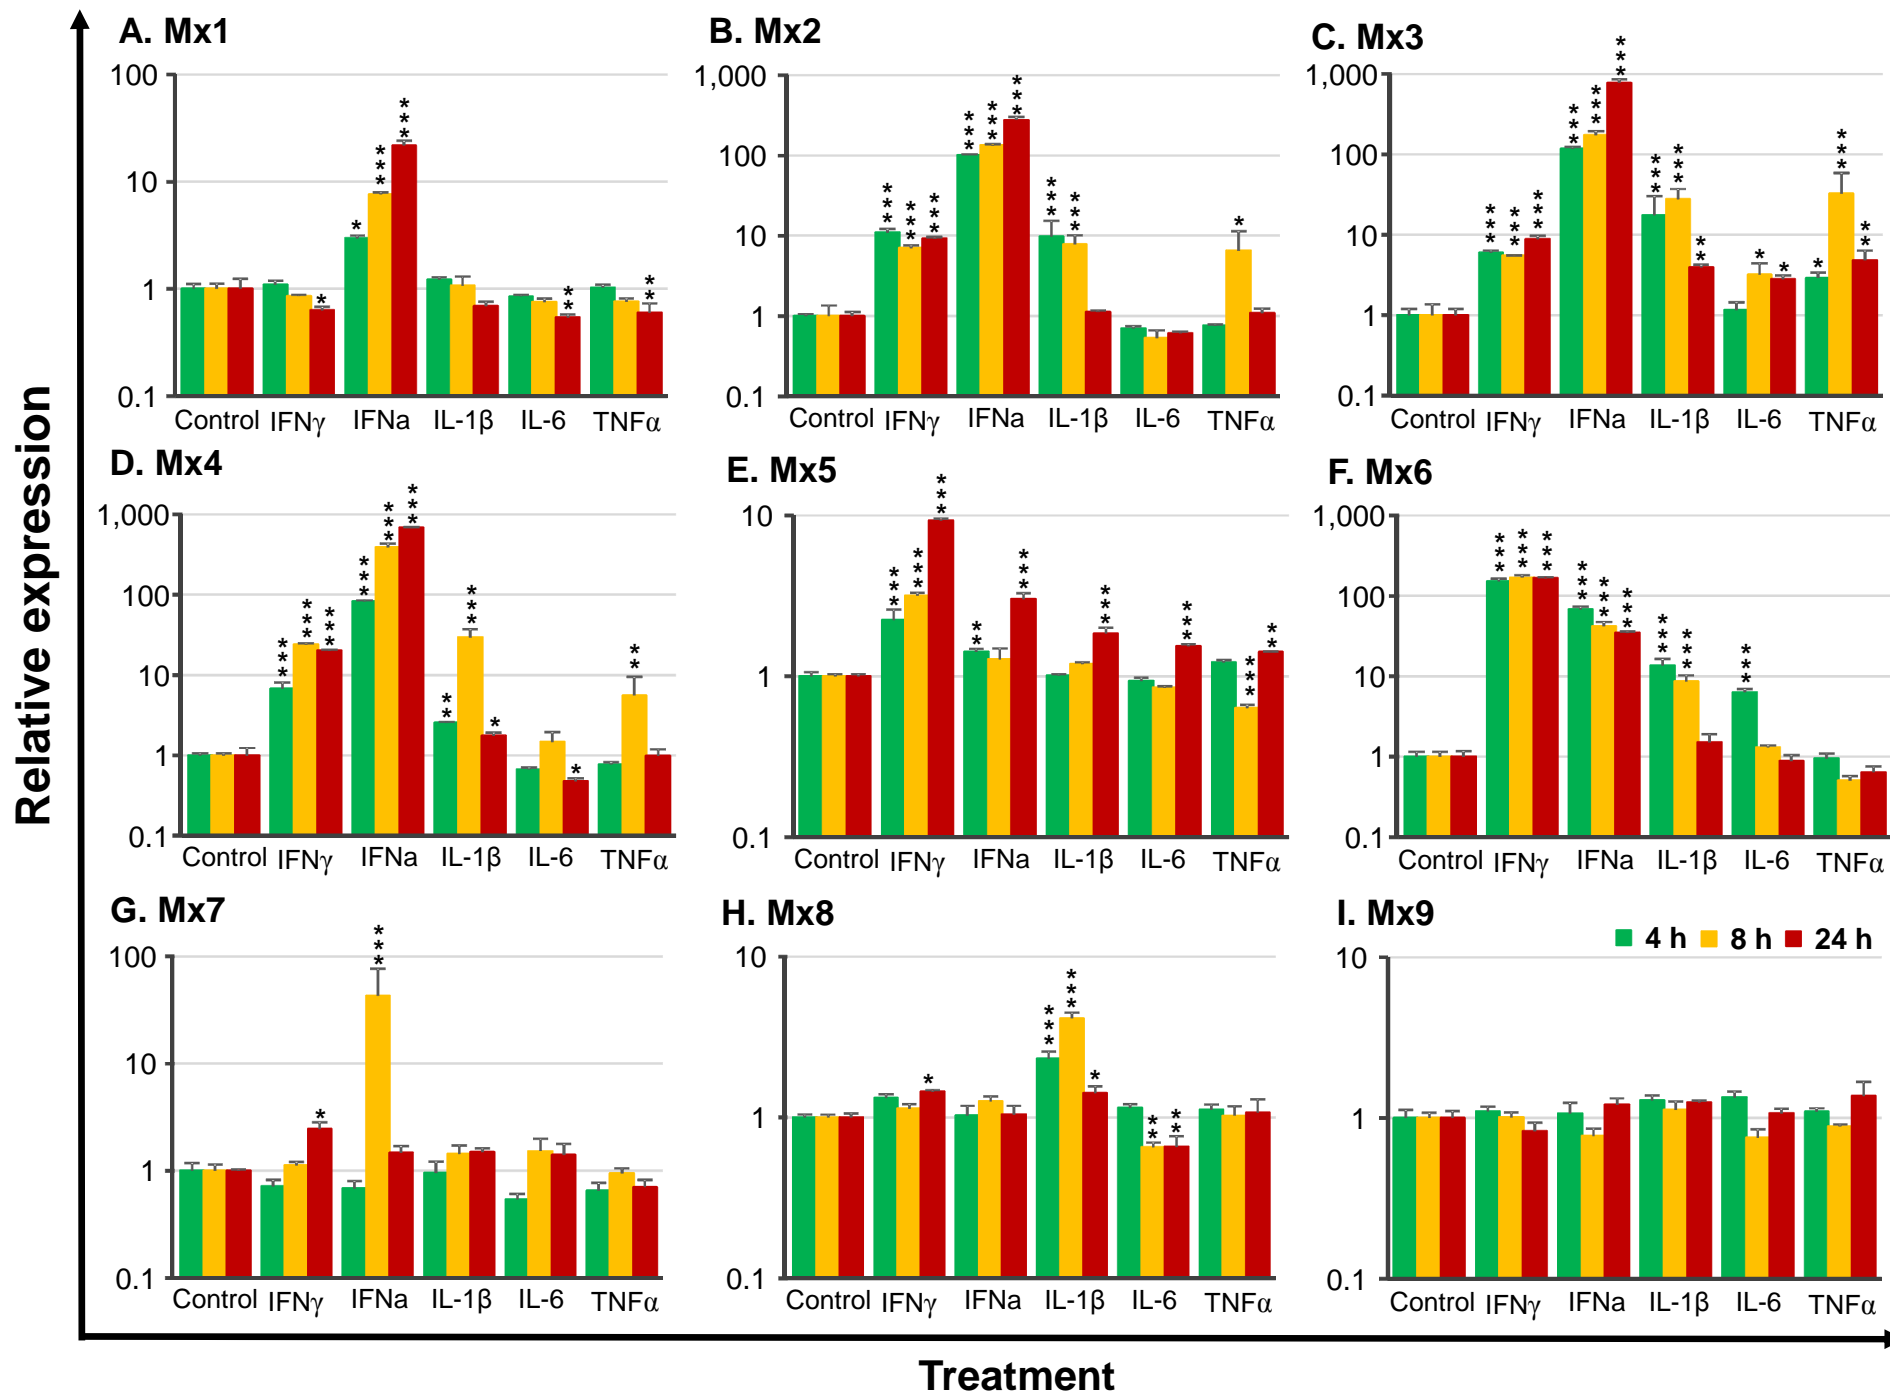 A. Mx1
100
10
1
0.1
Control IFNγ IFNa IL-1β IL-6 TNFα
B. Mx2
1,000
100
10
1
0.1
Control IFNγ IFNa IL-1β IL-6 TNFα
C. Mx3
1,000
100
10
1
0.1
Control IFNγ IFNa IL-1β IL-6 TNFα
Relative expression
D. Mx4
1,000
100
10
1
0.1
Control IFNγ IFNa IL-1β IL-6 TNFα
E. Mx5
10
1
0.1
Control IFNγ IFNa IL-1β IL-6 TNFα
F. Mx6
1,000
100
10
1
0.1
Control IFNγ IFNa IL-1β IL-6 TNFα
G. Mx7
100
10
1
0.1
Control IFNγ IFNa IL-1β IL-6 TNFα
H. Mx8
10
1
0.1
Control IFNγ IFNa IL-1β IL-6 TNFα
I. Mx9
4 h 8 h 24 h
10
1
0.1
Control IFNγ IFNa IL-1β IL-6 TNFα
Treatment